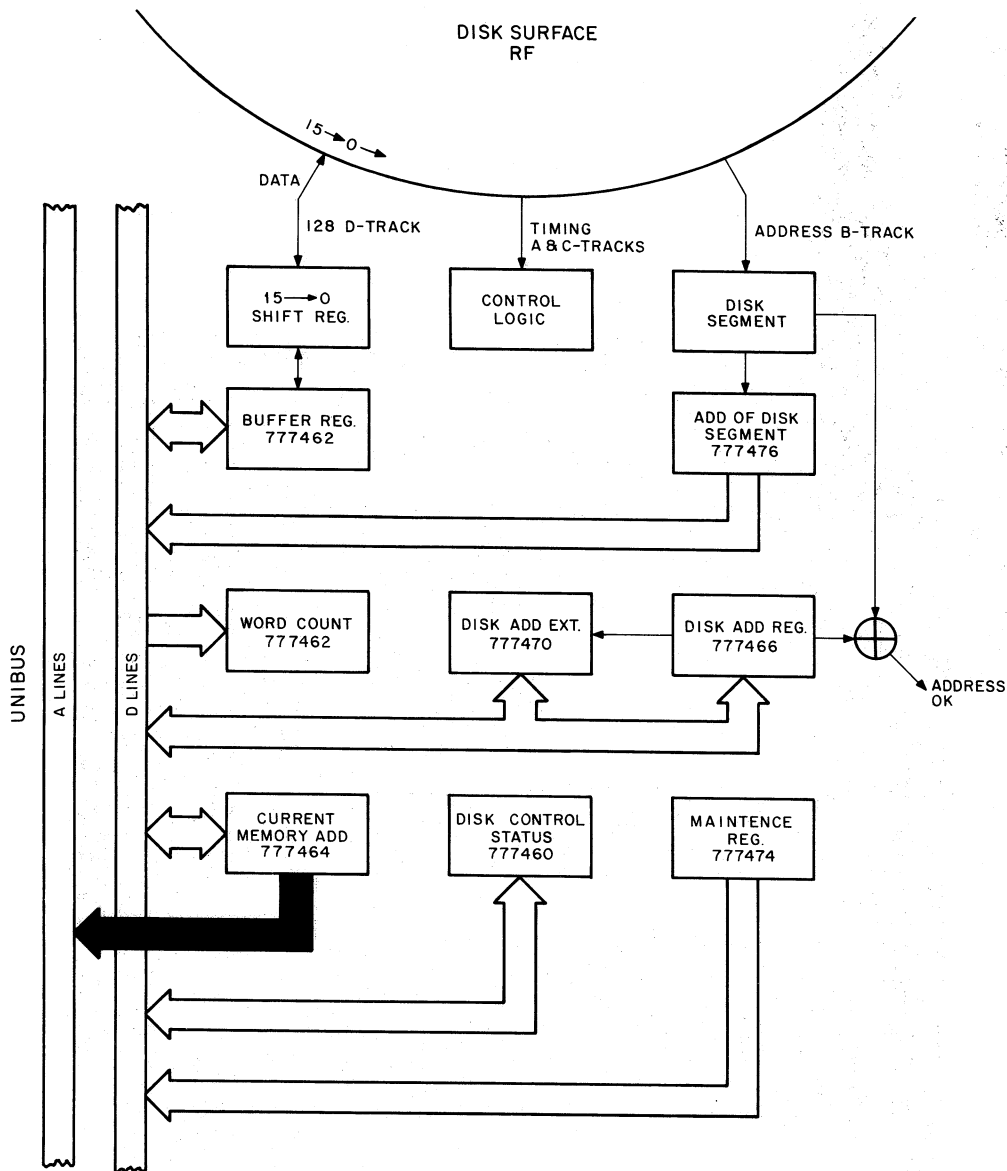 DISK SURFACE
RF
15→0→
DATA
128 D-TRACK
TIMING
A & C-TRACKS
ADDRESS B-TRACK
15→0
SHIFT REG.
CONTROL
LOGIC
DISK
SEGMENT
BUFFER REG.
777462
ADD OF DISK
SEGMENT
777476
WORD COUNT
777462
DISK ADD EXT.
777470
DISK ADD REG.
777466
ADDRESS
OK
UNIBUS
A LINES
D LINES
CURRENT
MEMORY ADD
777464
DISK CONTROL
STATUS
777460
MAINTENCE
REG.
777474